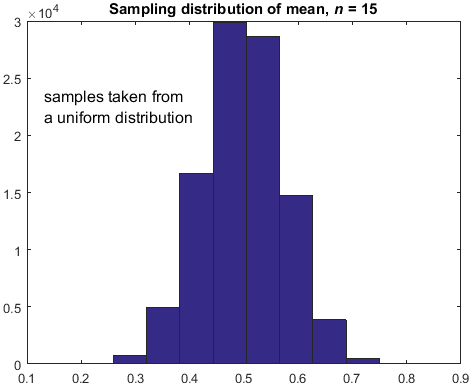 Sampling distribution of mean, n = 15
×10⁴
3
2.5
2
1.5
1
0.5
0
samples taken from
a uniform distribution
0.1 0.2 0.3 0.4 0.5 0.6 0.7 0.8 0.9